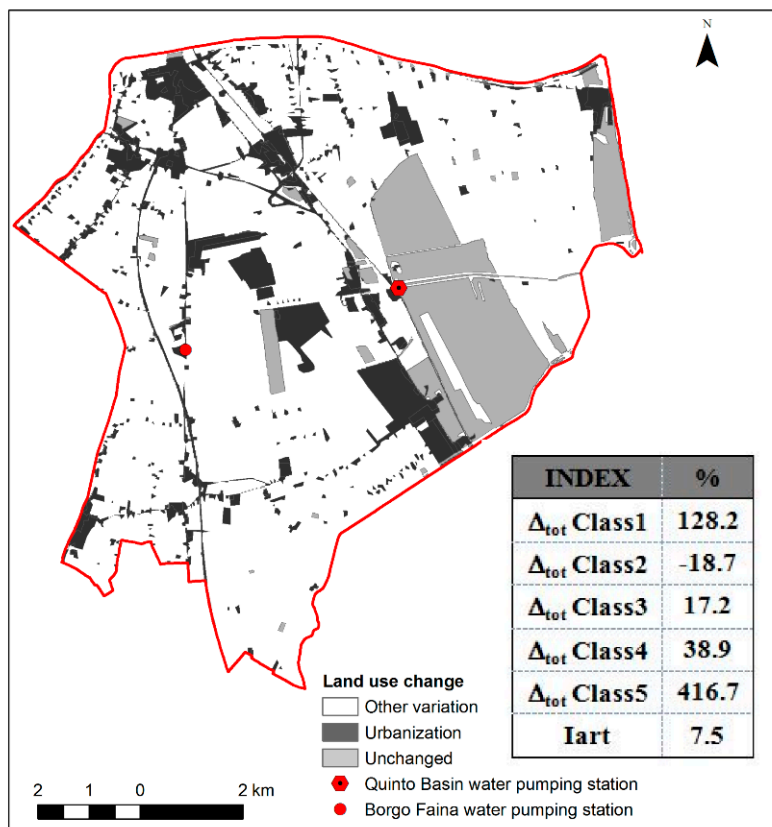 N
INDEX %
Δtot Class1 128.2
Δtot Class2 -18.7
Δtot Class3 17.2
Δtot Class4 38.9
Δtot Class5 416.7
Iart 7.5
Land use change
Other variation
Urbanization
Unchanged
Quinto Basin water pumping station
Borgo Faina water pumping station
2 1 0 2 km